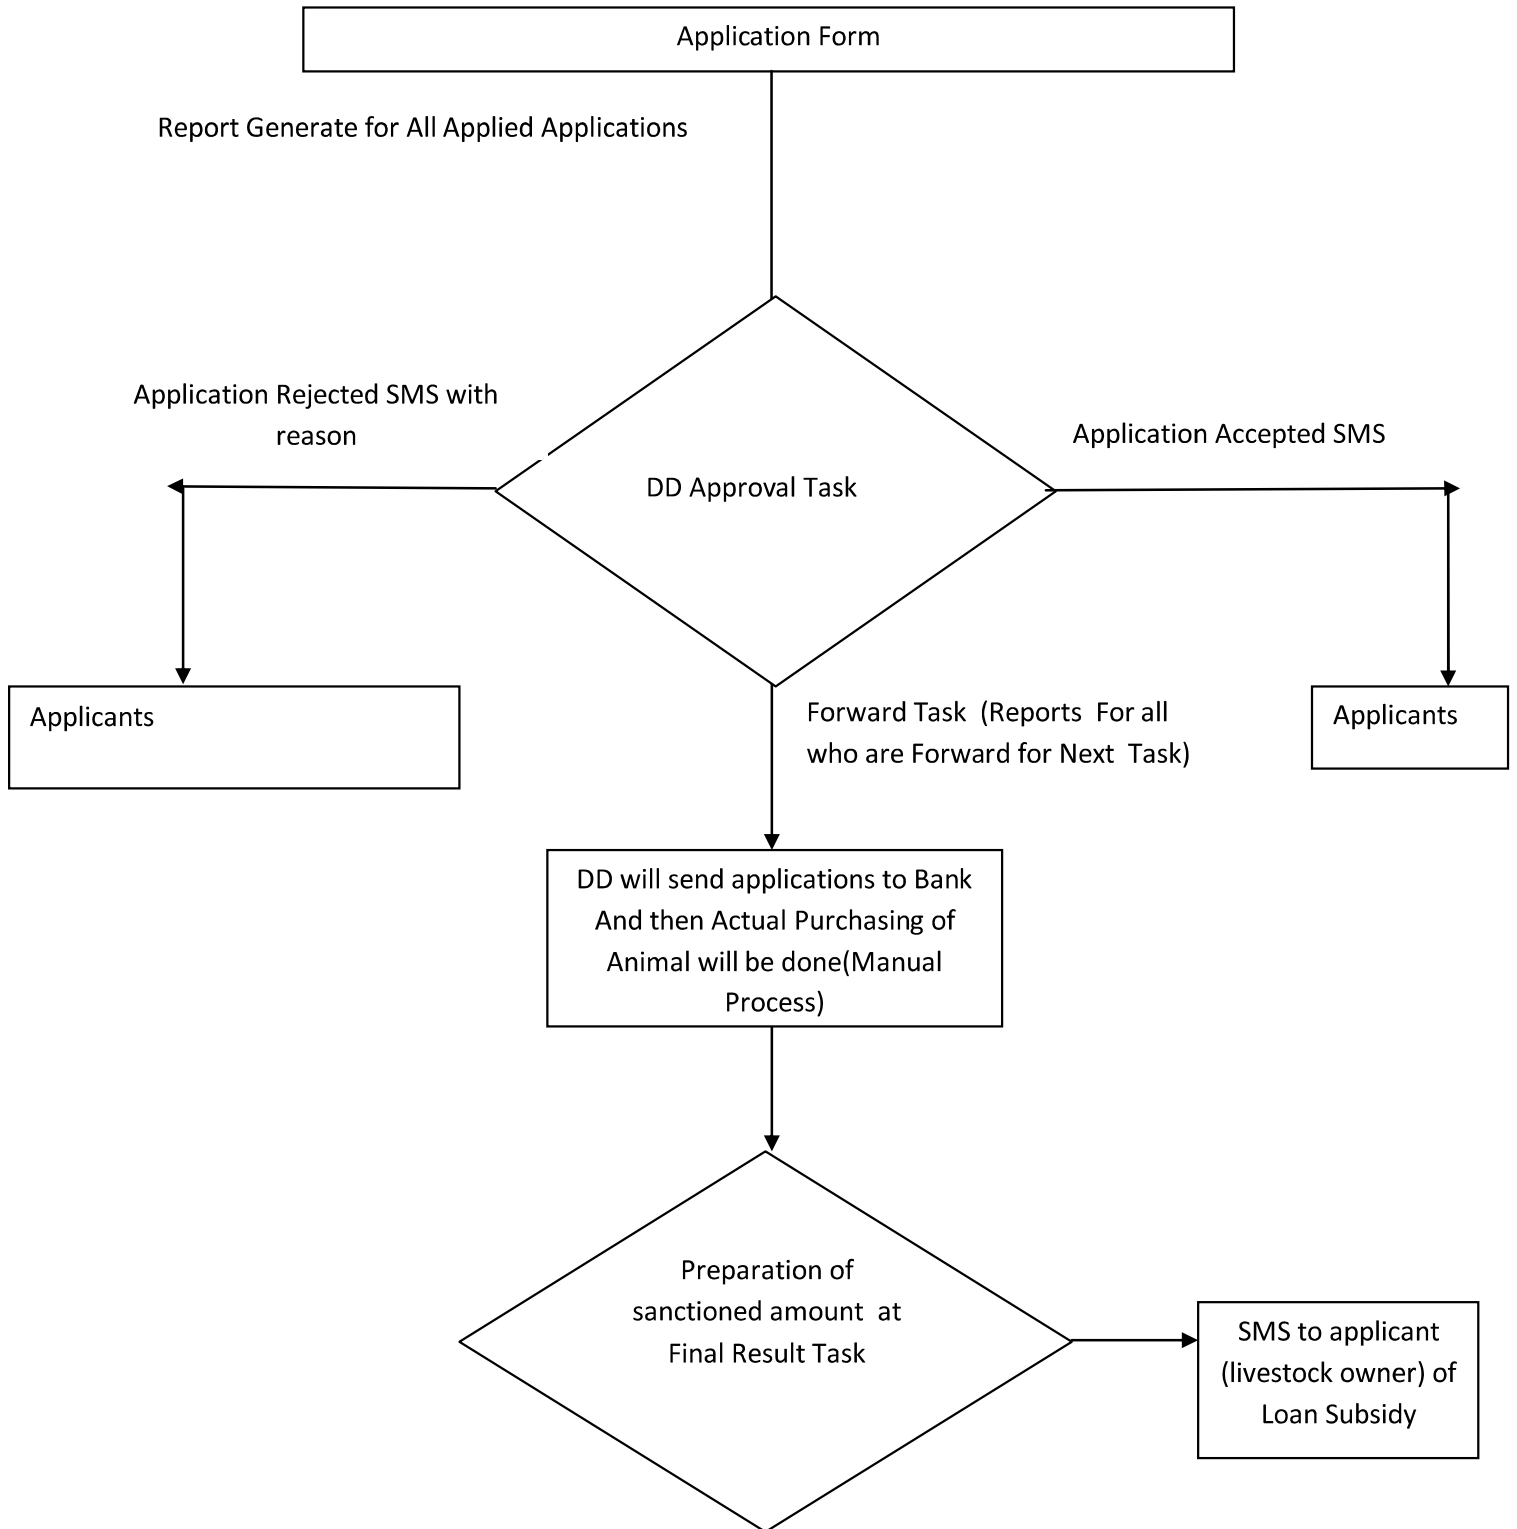 Application Form
Report Generate for All Applied Applications
Application Rejected SMS with
reason
Application Accepted SMS
DD Approval Task
Applicants
Forward Task  (Reports  For all
who are Forward for Next  Task)
Applicants
DD will send applications to Bank
And then Actual Purchasing of
Animal will be done(Manual
Process)
Preparation of
sanctioned amount  at
Final Result Task
SMS to applicant
(livestock owner) of
Loan Subsidy